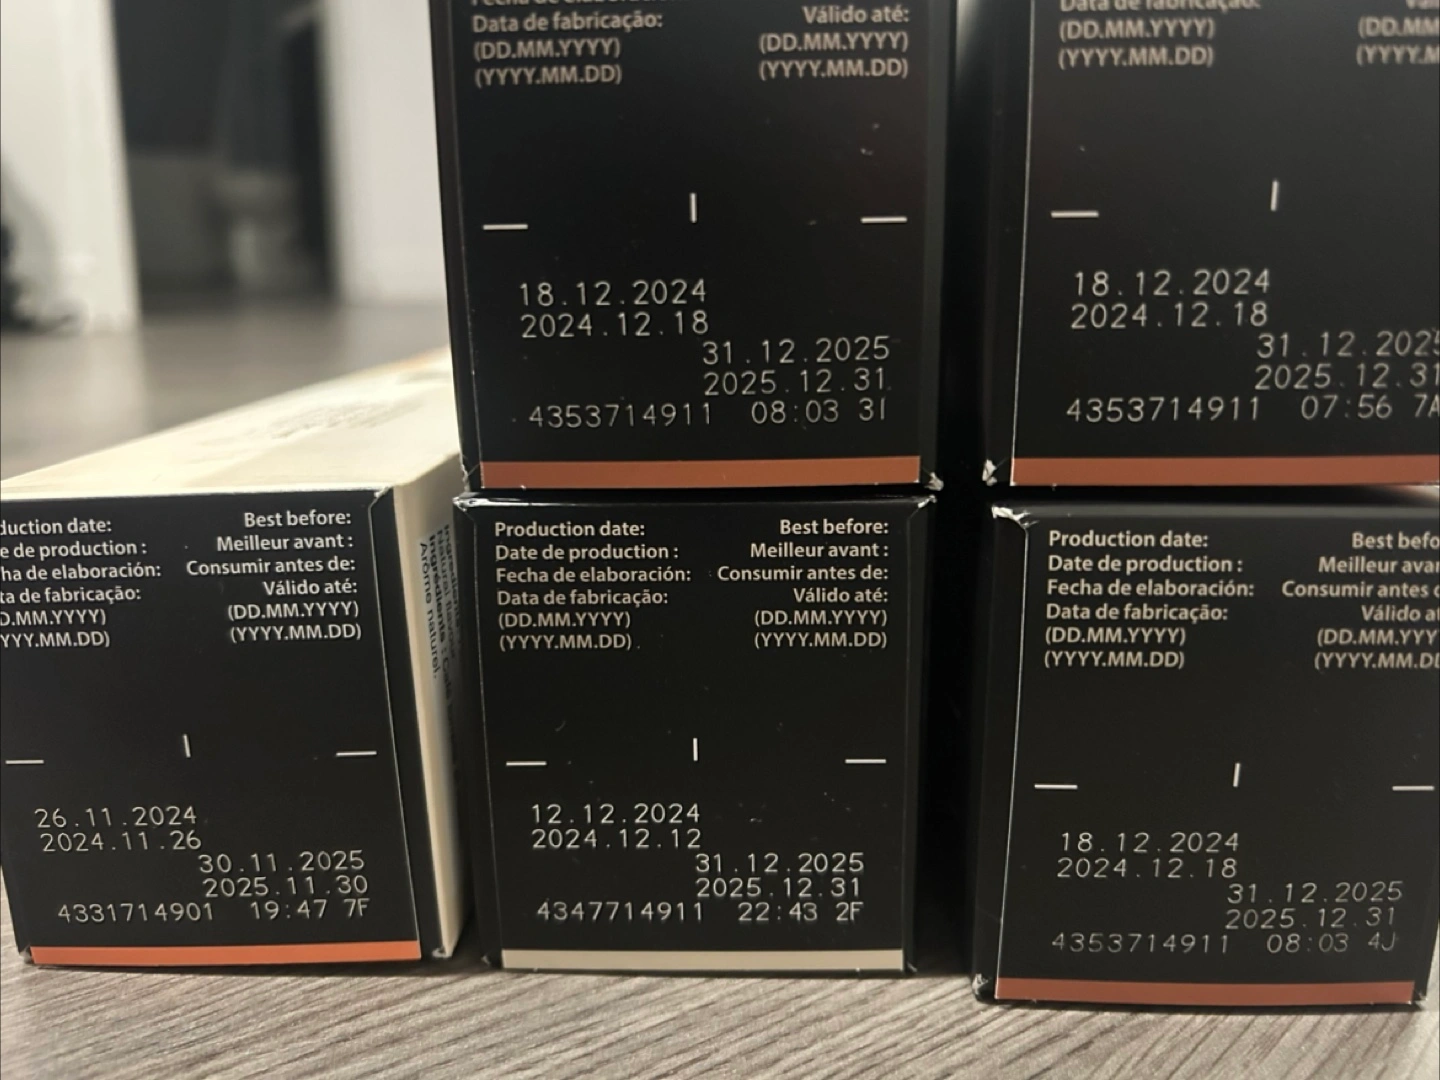 Data de fabricação:
Válido até:
(DD.MM.YYYY)
(DD.MM.YYYY)
(YYYY.MM.DD)
(YYYY.MM.DD)
18.12.2024
2024.12.18
31.12.2025
2025.12.31
4353714911 08:03 3I
Data de fabricação:
(DD.MM.YYYY)
(YYYY.MM.DD)
18.12.2024
2024.12.18
31.12.2025
2025.12.31
4353714911 07:56 7A
duction date:
Best before:
e de production :
Meilleur avant :
ha de elaboración:
Consumir antes de:
ta de fabricação:
Válido até:
D.MM.YYYY)
(DD.MM.YYYY)
YYY.MM.DD)
(YYYY.MM.DD)
26.11.2024
2024.11.26
30.11.2025
2025.11.30
4331714901 19:47 7F
Production date:
Best before:
Date de production :
Meilleur avant :
Fecha de elaboración:
Consumir antes de:
Data de fabricação:
Válido até:
(DD.MM.YYYY)
(DD.MM.YYYY)
(YYYY.MM.DD)
(YYYY.MM.DD)
12.12.2024
2024.12.12
31.12.2025
2025.12.31
4347714911 22:43 2F
Production date:
Best befo
Date de production :
Meilleur avan
Fecha de elaboración:
Consumir antes d
Data de fabricação:
Válido at
(DD.MM.YYYY)
(DD.MM.YYY
(YYYY.MM.DD)
(YYYY.MM.DD
18.12.2024
2024.12.18
31.12.2025
2025.12.31
4353714911 08:03 4J